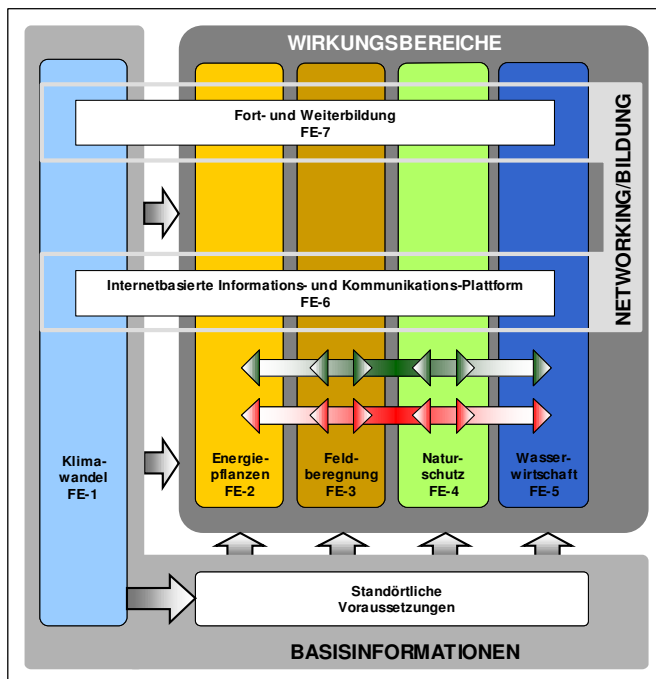 WIRKUNGSBEREICHE
Fort- und Weiterbildung
FE-7
NETWORKING/BILDUNG
Internetbasierte Informations- und Kommunikations-Plattform
FE-6
Klima-
wandel
FE-1
Energie-
pflanzen
FE-2
Feld-
beregnung
FE-3
Natur-
schutz
FE-4
Wasser-
wirtschaft
FE-5
Standörtliche
Voraussetzungen
BASISINFORMATIONEN